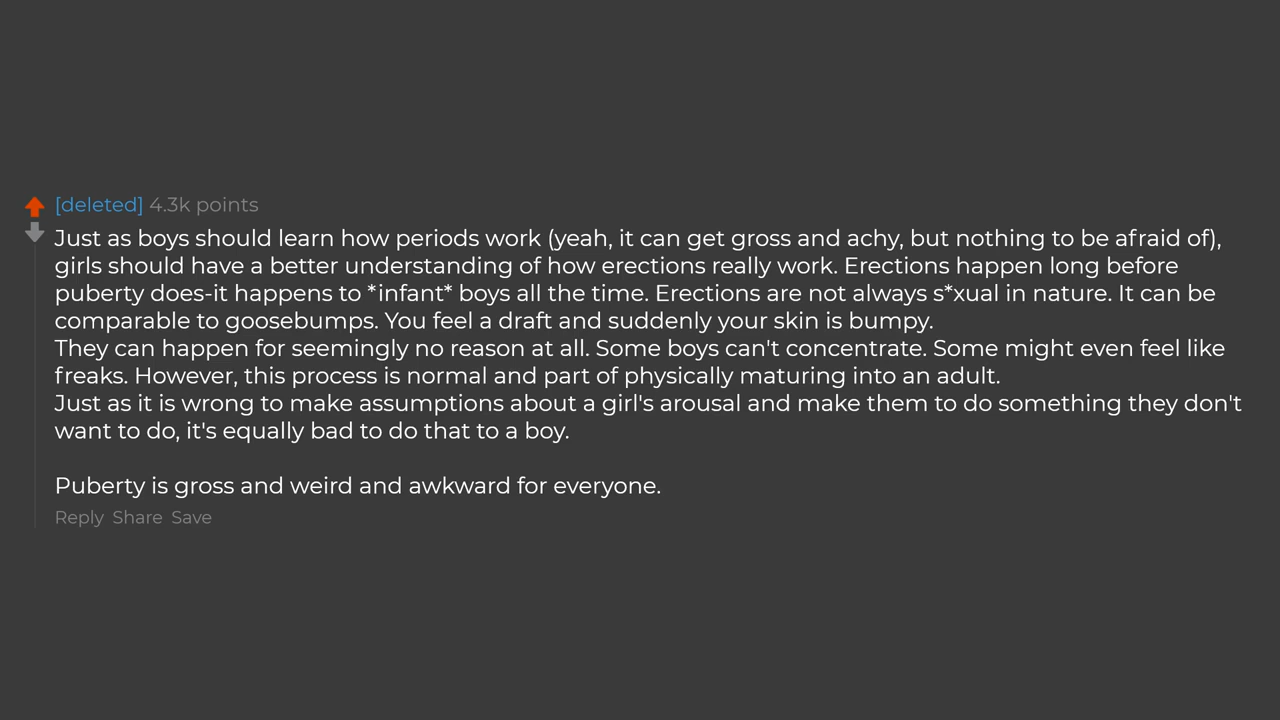 [deleted] 4.3k points
Just as boys should learn how periods work (yeah, it can get gross and achy, but nothing to be afraid of),
girls should have a better understanding of how erections really work. Erections happen long before
puberty does-it happens to *infant* boys all the time. Erections are not always s*xual in nature. It can be
comparable to goosebumps. You feel a draft and suddenly your skin is bumpy.
They can happen for seemingly no reason at all. Some boys can't concentrate. Some might even feel like
freaks. However, this process is normal and part of physically maturing into an adult.
Just as it is wrong to make assumptions about a girl's arousal and make them to do something they don't
want to do, it's equally bad to do that to a boy.
Puberty is gross and weird and awkward for everyone.
Reply Share Save